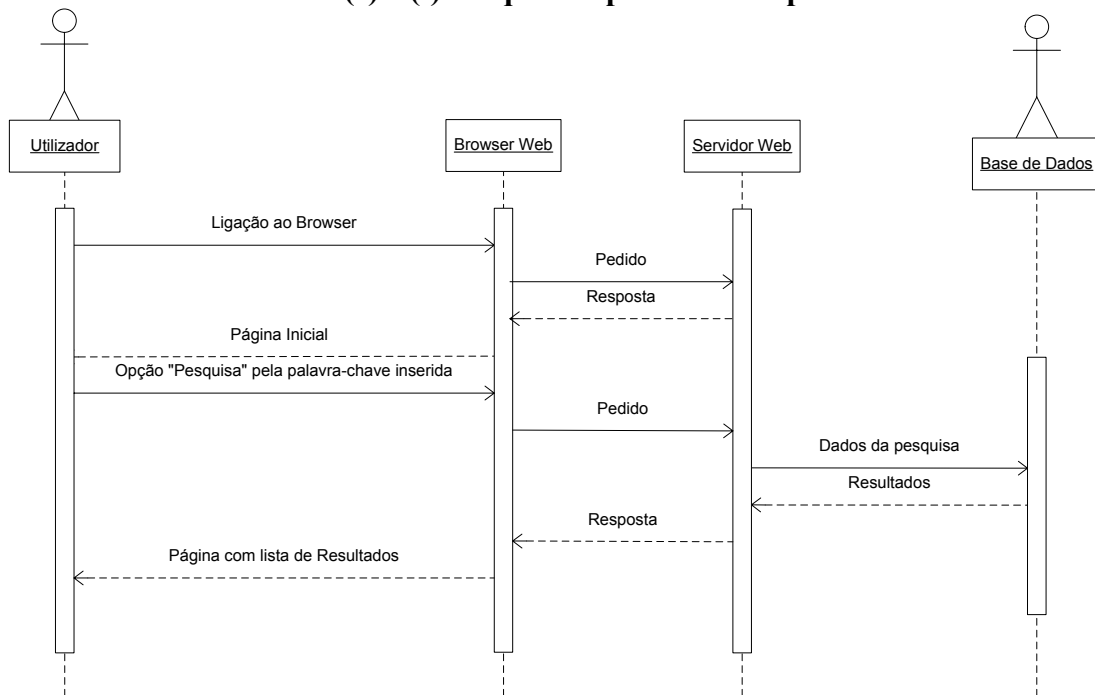 Utilizador
Browser Web
Servidor Web
Base de Dados
Ligação ao Browser
Pedido
Resposta
Página Inicial
Opção "Pesquisa" pela palavra-chave inserida
Pedido
Dados da pesquisa
Resultados
Resposta
Página com lista de Resultados